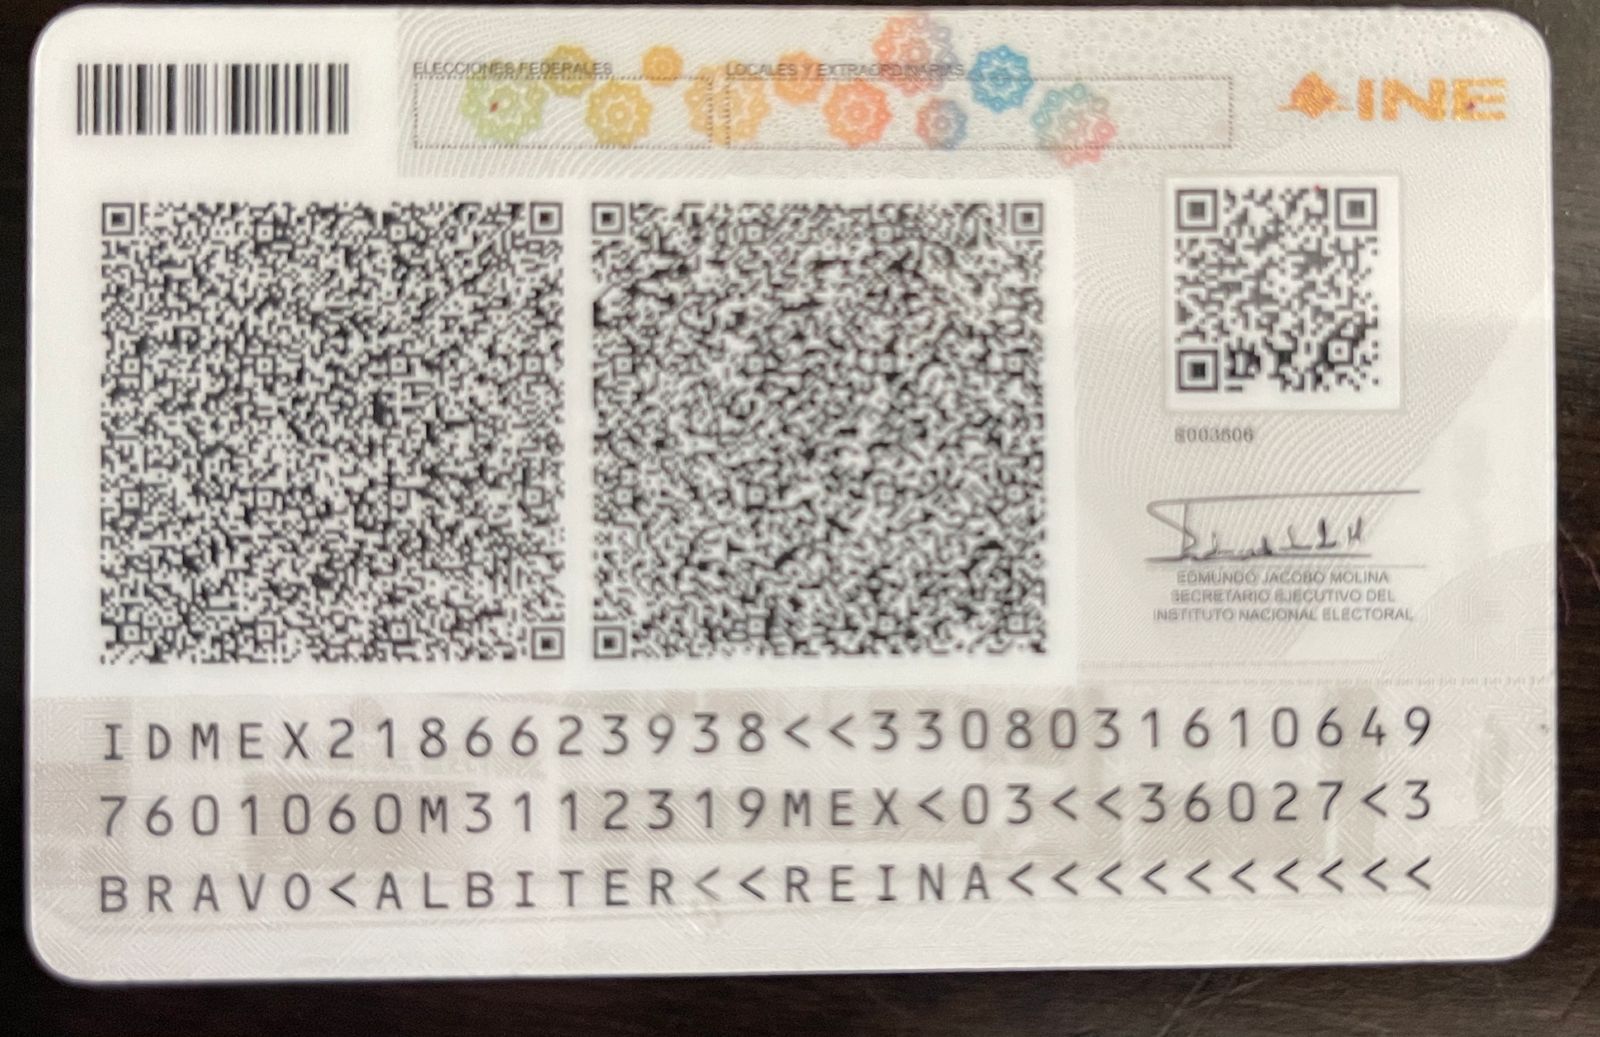 ELECCIONES FEDERALES LOCALES Y EXTRAORDINARIAS
INE
8003606
EDMUNDO JACOBO MOLINA
SECRETARIO EJECUTIVO DEL
INSTITUTO NACIONAL ELECTORAL
IDMEX2186623938<<3308031610649
7601060M3112319MEX<03<<36027<3
BRAVO<ALBITER<<REINA<<<<<<<<<<